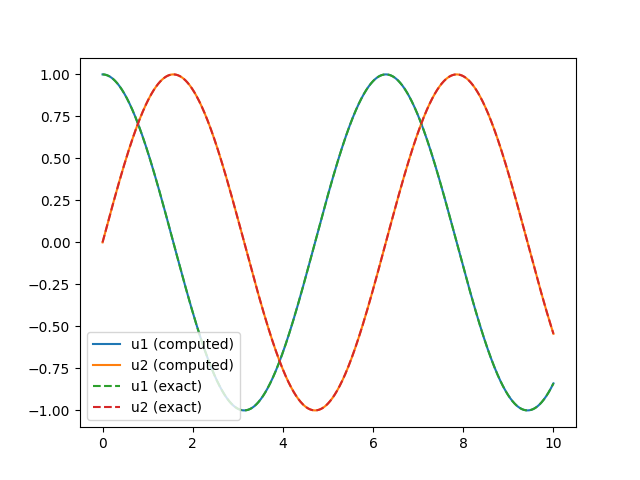 1.00
0.75
0.50
0.25
0.00
−0.25
−0.50
−0.75
−1.00
u1 (computed)
u2 (computed)
u1 (exact)
u2 (exact)
0 2 4 6 8 10